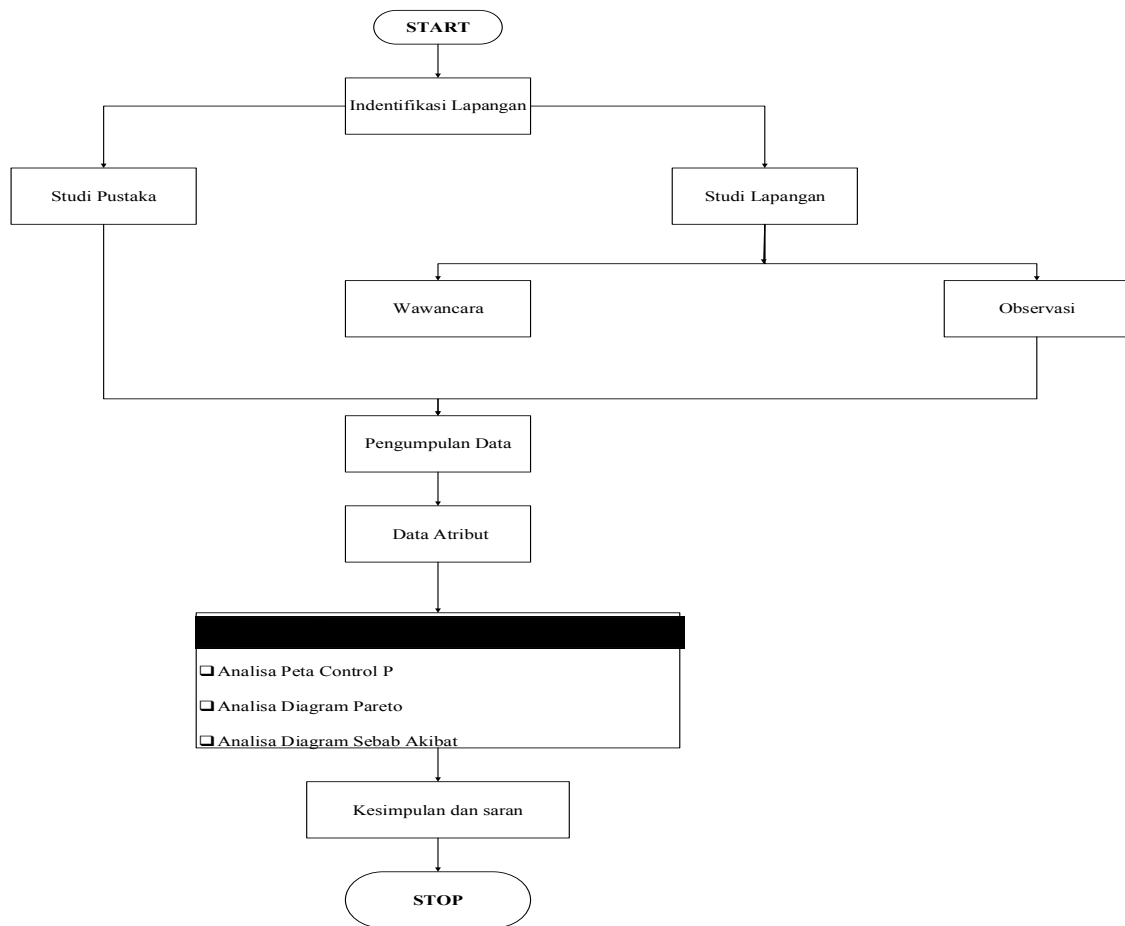 START
Indentifikasi Lapangan
Studi Pustaka
Studi Lapangan
Wawancara
Observasi
Pengumpulan Data
Data Atribut
Analisa Peta Control P
Analisa Diagram Pareto
Analisa Diagram Sebab Akibat
Kesimpulan dan saran
STOP